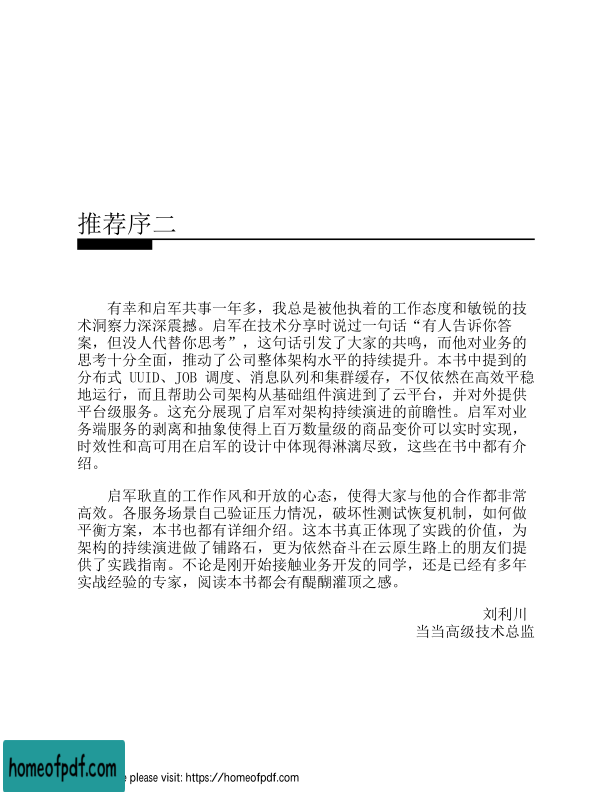 推荐序二
有幸和启军共事一年多，我总是被他执着的工作态度和敏锐的技
术洞察力深深震撼。启军在技术分享时说过一句话“有人告诉你答
案，但没人代替你思考”，这句话引发了大家的共鸣，而他对业务的
思考十分全面，推动了公司整体架构水平的持续提升。本书中提到的
分布式 UUID、JOB 调度、消息队列和集群缓存，不仅依然在高效平稳
地运行，而且帮助公司架构从基础组件演进到了云平台，并对外提供
平台级服务。这充分展现了启军对架构持续演进的前瞻性。启军对业
务端服务的剥离和抽象使得上百万数量级的商品变价可以实时实现，
时效性和高可用在启军的设计中体现得淋漓尽致，这些在书中都有介
绍。
启军耿直的工作作风和开放的心态，使得大家与他的合作都非常
高效。各服务场景自己验证压力情况，破坏性测试恢复机制，如何做
平衡方案，本书也都有详细介绍。这本书真正体现了实践的价值，为
架构的持续演进做了铺路石，更为依然奋斗在云原生路上的朋友们提
供了实践指南。不论是刚开始接触业务开发的同学，还是已经有多年
实战经验的专家，阅读本书都会有醍醐灌顶之感。
刘利川
当当高级技术总监
homeofpdf.com
please visit: https://homeofpdf.com